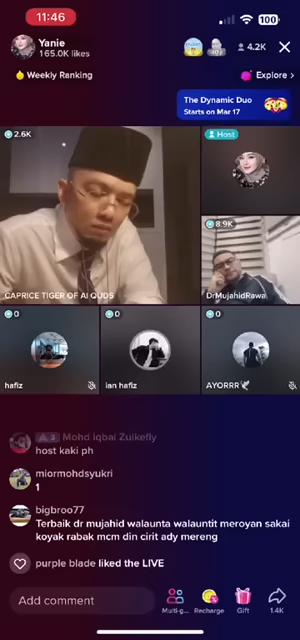 11:46
100
Yanie
165.0K likes
4.2K
Weekly Ranking
Explore >
The Dynamic Duo
Starts on Mar 17
2.6K
Host
8.9K
CAPRICE TIGER OF Al QUDS
DrMujahidRawa
0
0
0
hafiz
ian hafiz
AYORRR
3
Mohd Iqbal Zulkefly
host kaki ph
miormohdsyukri
1
bigbroo77
Terbaik dr mujahid walaunta walauntit meroyan sakai
koyak rabak mcm din cirit ady mereng
purple blade liked the LIVE
Add comment
Multi-g...
Recharge
Gift
1.4K